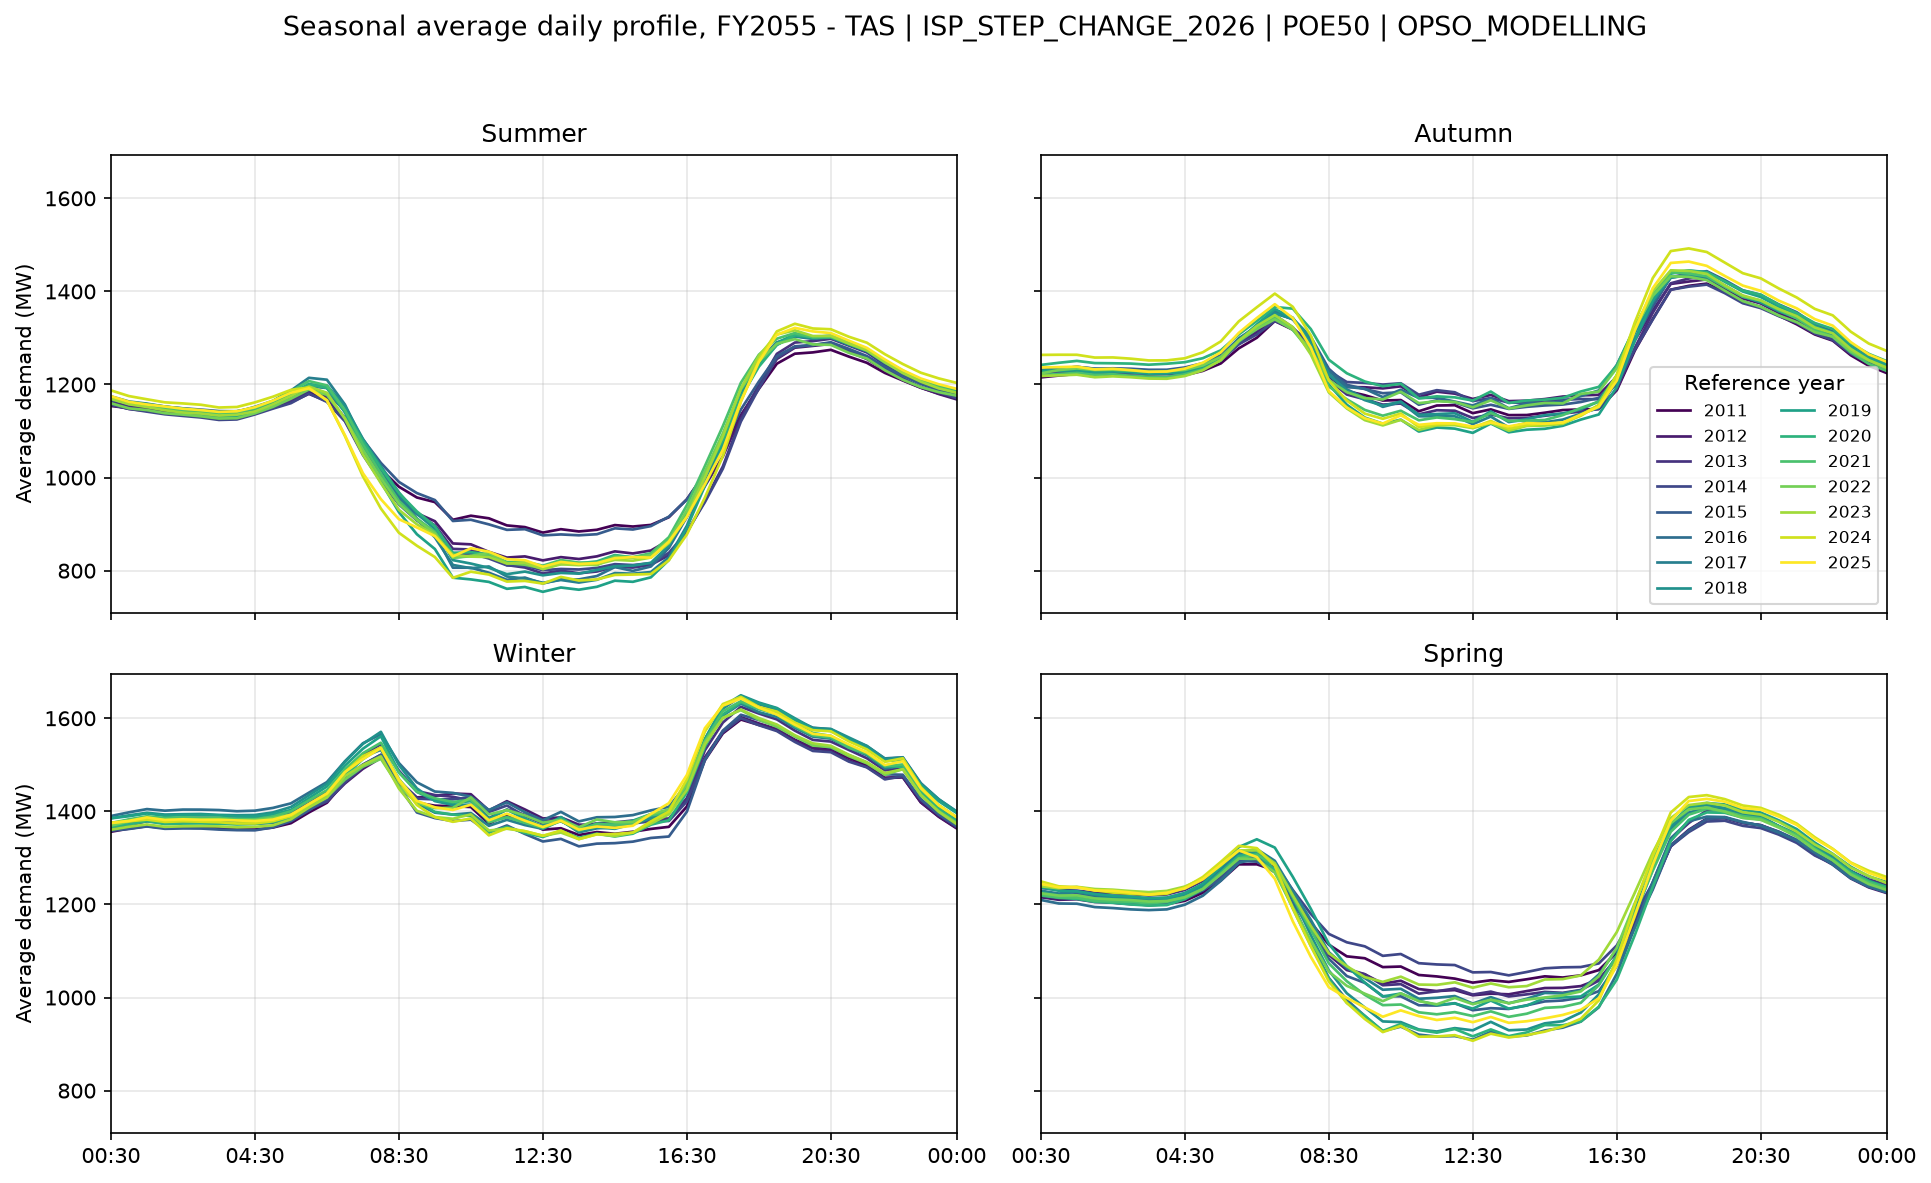 Seasonal average daily profile, FY2055 - TAS | ISP_STEP_CHANGE_2026 | POE50 | OPSO_MODELLING
Summer
Autumn
Average demand (MW)
1600
1400
1200
1000
800
Reference year
2011
2012
2013
2014
2015
2016
2017
2018
2019
2020
2021
2022
2023
2024
2025
Winter
Spring
Average demand (MW)
1600
1400
1200
1000
800
00:30 04:30 08:30 12:30 16:30 20:30 00:00
00:30 04:30 08:30 12:30 16:30 20:30 00:00